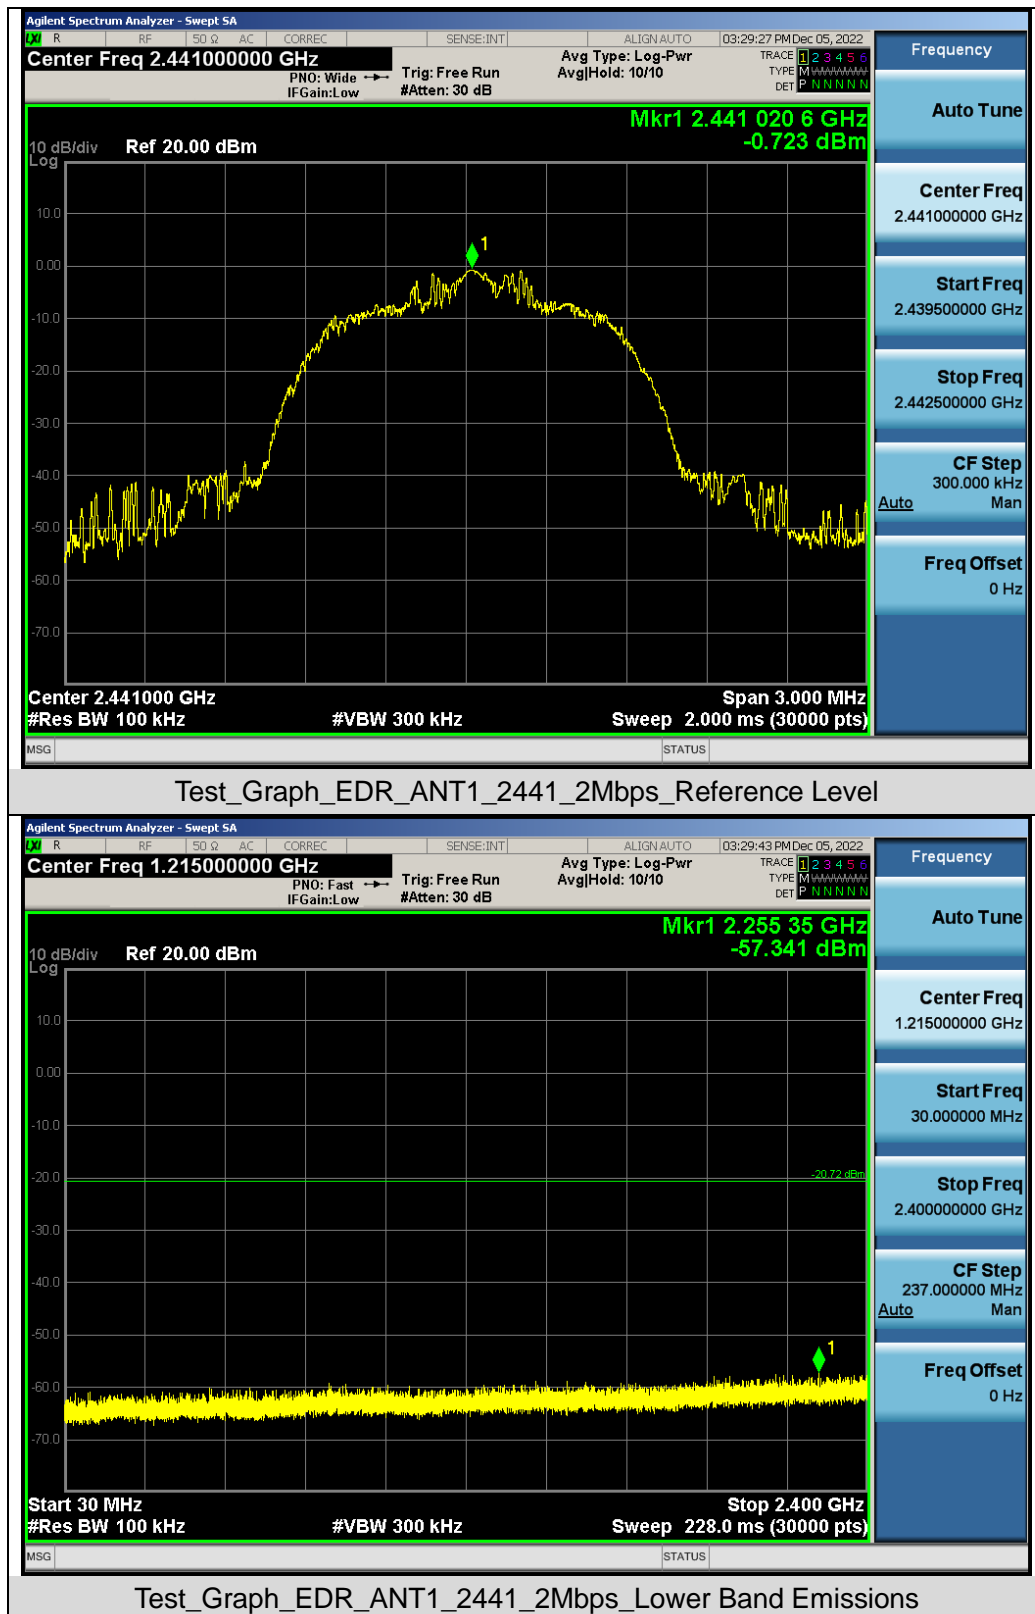 Agilent Spectrum Analyzer - Swept SA
LXI R RF 50 Ω AC CORREC SENSE:INT ALIGN AUTO 03:29:27 PM Dec 05, 2022
Center Freq 2.441000000 GHz
PNO: Wide
IFGain:Low
Trig: Free Run
#Atten: 30 dB
Avg Type: Log-Pwr
Avg|Hold: 10/10
TRACE 1 2 3 4 5 6
TYPE M WWWWW
DET P N N N N N
Mkr1 2.441 020 6 GHz
-0.723 dBm
10 dB/div Ref 20.00 dBm
Log
10.0
0.00
-10.0
-20.0
-30.0
-40.0
-50.0
-60.0
-70.0
1
Center 2.441000 GHz Span 3.000 MHz
#Res BW 100 kHz #VBW 300 kHz Sweep 2.000 ms (30000 pts)
MSG STATUS
Frequency
Auto Tune
Center Freq
2.441000000 GHz
Start Freq
2.439500000 GHz
Stop Freq
2.442500000 GHz
CF Step
300.000 kHz
Auto Man
Freq Offset
0 Hz
Test_Graph_EDR_ANT1_2441_2Mbps_Reference Level
Agilent Spectrum Analyzer - Swept SA
LXI R RF 50 Ω AC CORREC SENSE:INT ALIGN AUTO 03:29:43 PM Dec 05, 2022
Center Freq 1.215000000 GHz
PNO: Fast
IFGain:Low
Trig: Free Run
#Atten: 30 dB
Avg Type: Log-Pwr
Avg|Hold: 10/10
TRACE 1 2 3 4 5 6
TYPE M WWWWW
DET P N N N N N
Mkr1 2.255 35 GHz
-57.341 dBm
10 dB/div Ref 20.00 dBm
Log
10.0
0.00
-10.0
-20.0
-30.0
-40.0
-50.0
-60.0
-70.0
-20.72 dBm
1
Start 30 MHz Stop 2.400 GHz
#Res BW 100 kHz #VBW 300 kHz Sweep 228.0 ms (30000 pts)
MSG STATUS
Frequency
Auto Tune
Center Freq
1.215000000 GHz
Start Freq
30.000000 MHz
Stop Freq
2.400000000 GHz
CF Step
237.000000 MHz
Auto Man
Freq Offset
0 Hz
Test_Graph_EDR_ANT1_2441_2Mbps_Lower Band Emissions